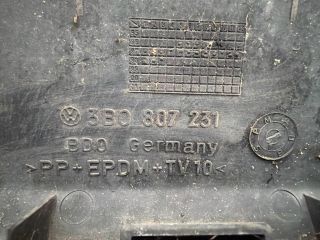 3B0 807 231
BDO Germany
>PP+EPDM+TV10<